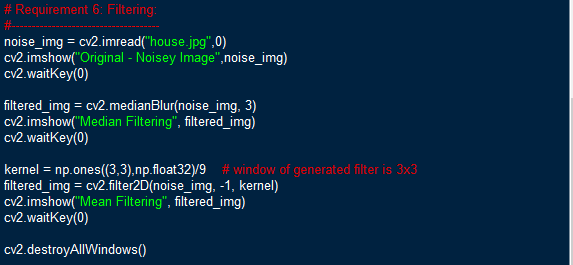 # Requirement 6: Filtering:
#-------------------------------------
noise_img = cv2.imread("house.jpg",0)
cv2.imshow("Original - Noisey Image",noise_img)
cv2.waitKey(0)
filtered_img = cv2.medianBlur(noise_img, 3)
cv2.imshow("Median Filtering", filtered_img)
cv2.waitKey(0)
kernel = np.ones((3,3),np.float32)/9 # window of generated filter is 3x3
filtered_img = cv2.filter2D(noise_img, -1, kernel)
cv2.imshow("Mean Filtering", filtered_img)
cv2.waitKey(0)
cv2.destroyAllWindows()